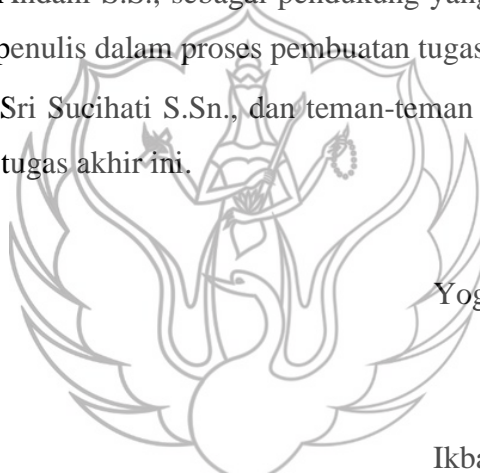 S.S., sebagai pendukung yang
penulis dalam proses pembuatan tugas
Sri Sucihati S.Sn., dan teman-teman
tugas akhir ini.
Yog
Ikba